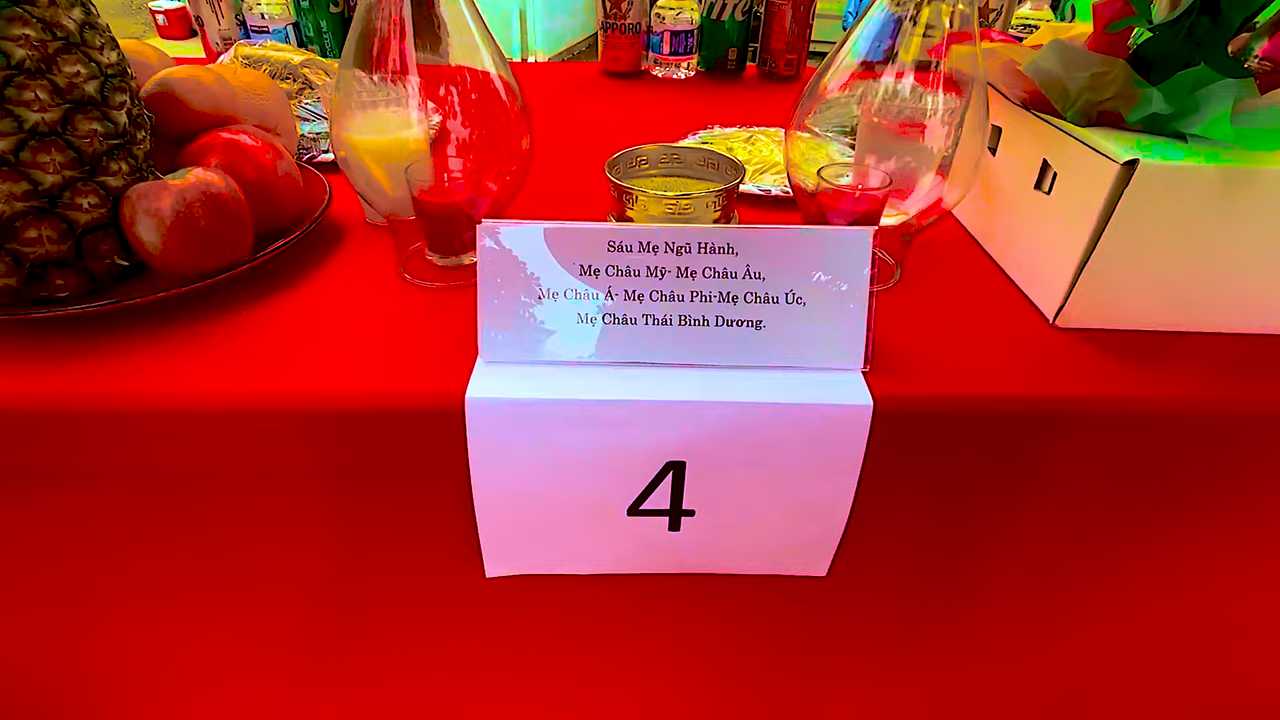 SAPPORO
Sáu Mẹ Ngũ Hành,
Mẹ Châu Mỹ- Mẹ Châu Âu,
Mẹ Châu Á- Mẹ Châu Phi-Mẹ Châu Úc,
Mẹ Châu Thái Bình Dương.
4